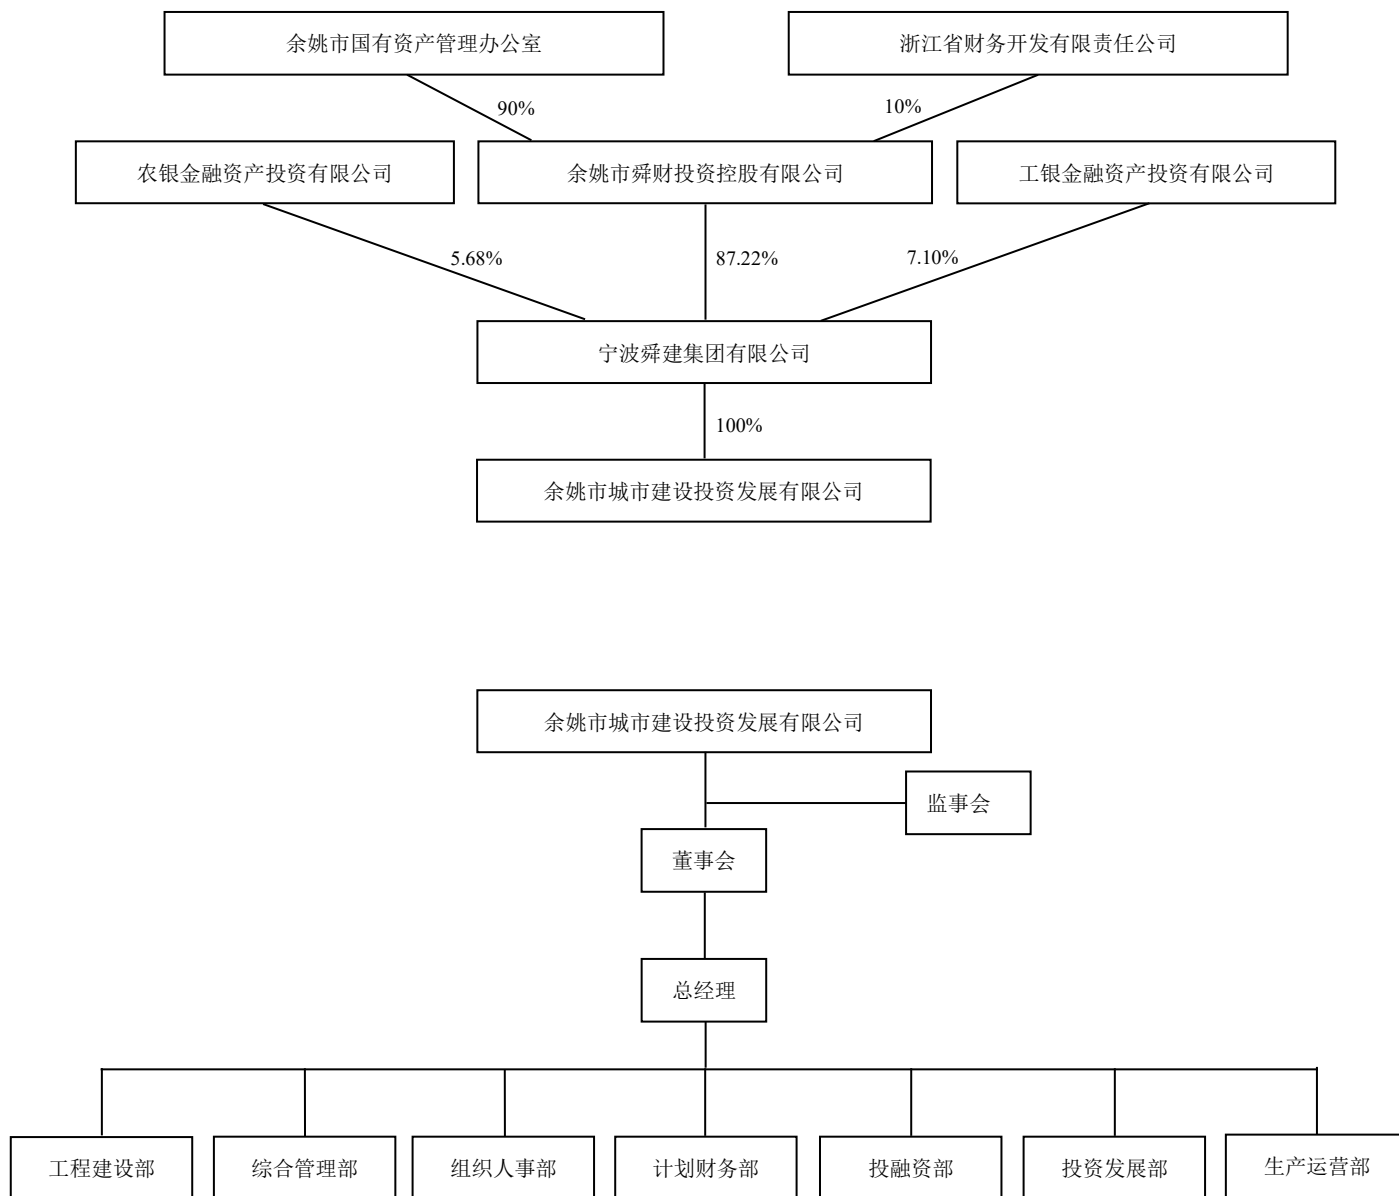 余姚市国有资产管理办公室
浙江省财务开发有限责任公司
90%
10%
农银金融资产投资有限公司
余姚市舜财投资控股有限公司
工银金融资产投资有限公司
5.68%
87.22%
7.10%
宁波舜建集团有限公司
100%
余姚市城市建设投资发展有限公司
余姚市城市建设投资发展有限公司
监事会
董事会
总经理
工程建设部
综合管理部
组织人事部
计划财务部
投融资部
投资发展部
生产运营部